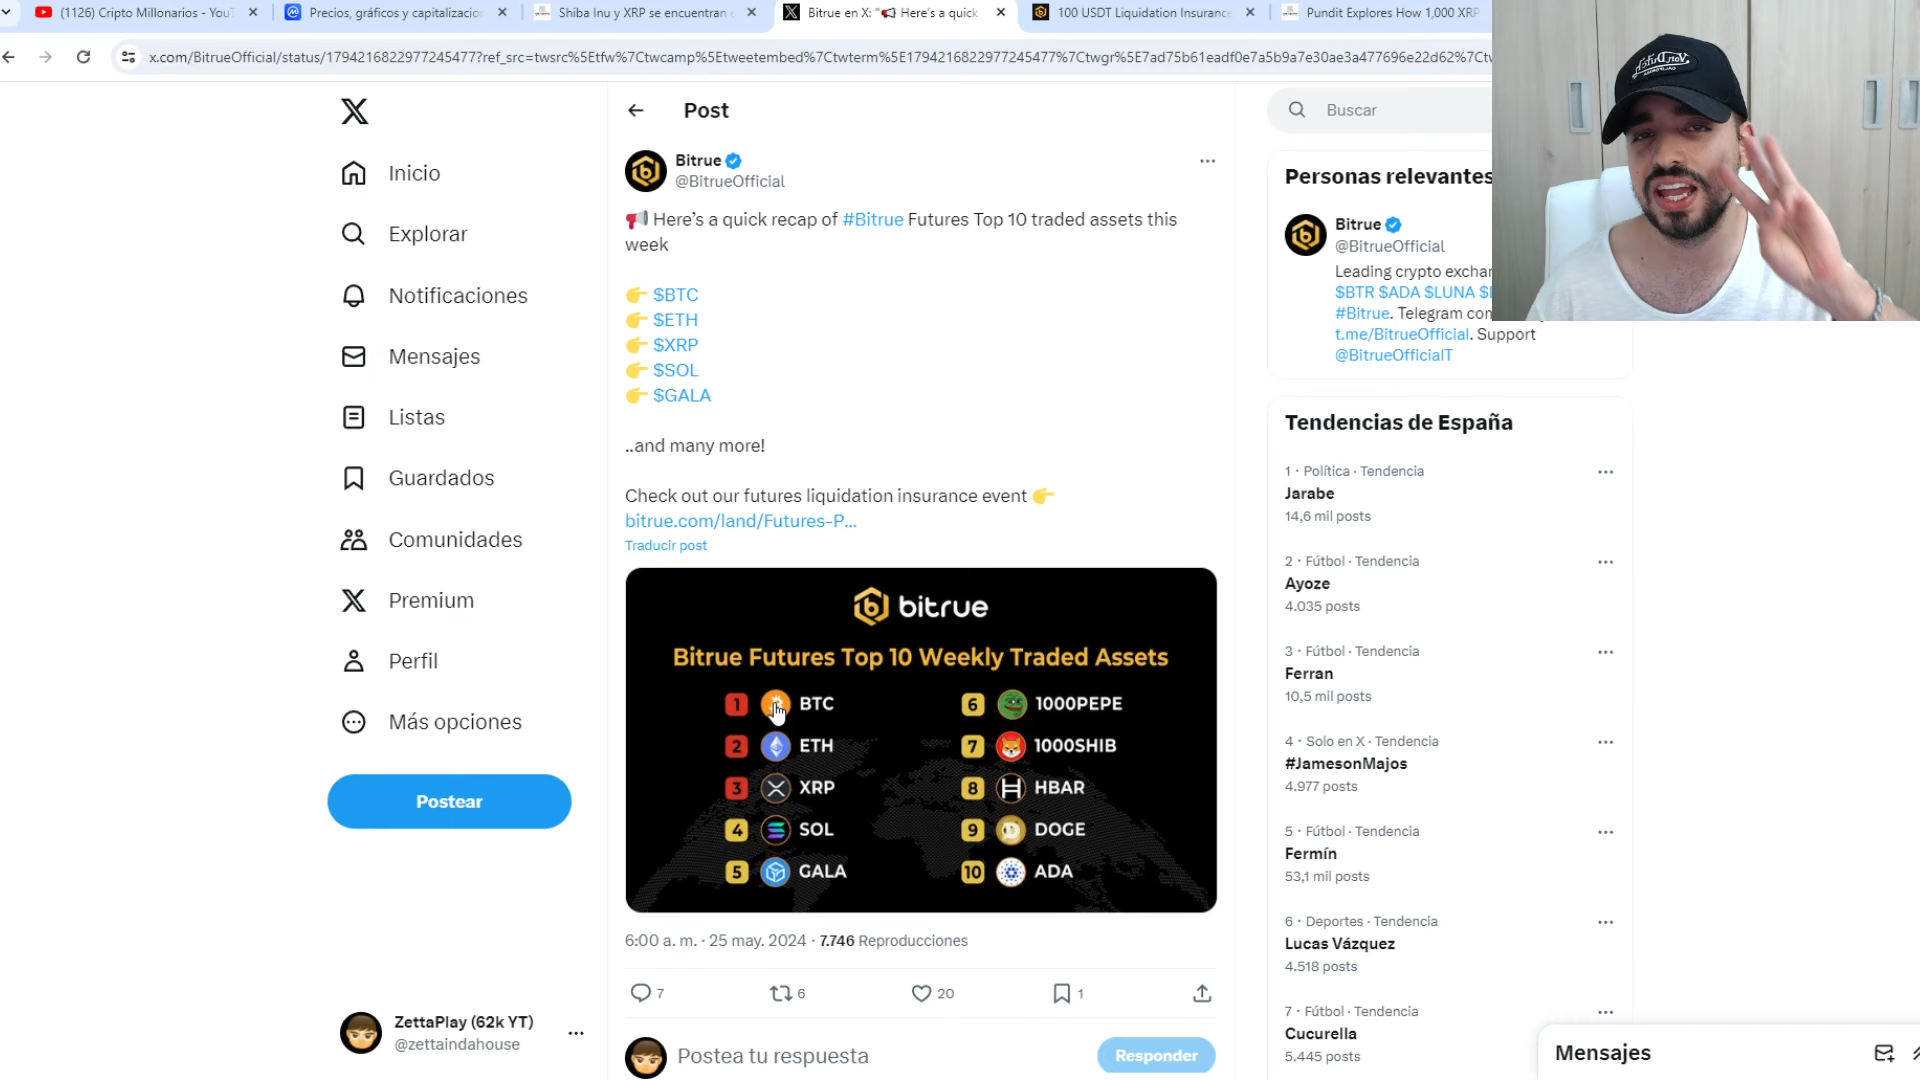 (1126) Cripto Millonarios - YouT
Precios, gráficos y capitalizacion
Shiba Inu y XRP se encuentran e
Bitrue en X: "📢 Here's a quick
100 USDT Liquidation Insurance
Pundit Explores How 1,000 XRP
x.com/BitrueOfficial/status/1794216822977245477?ref_src=twsrc%5Etfw%7Ctwcamp%5Etweetembed%7Ctwterm%5E1794216822977245477%7Ctwgr%5E7ad75b61eadf0e7a5b9a7e30ae3a477696e22d62%7Ctw
Inicio
Explorar
Notificaciones
Mensajes
Listas
Guardados
Comunidades
Premium
Perfil
Más opciones
Postear
ZettaPlay (62k YT)
@zettaindahouse
Post
Bitrue
@BitrueOfficial
📢 Here's a quick recap of #Bitrue Futures Top 10 traded assets this
week
👉 $BTC
👉 $ETH
👉 $XRP
👉 $SOL
👉 $GALA
..and many more!
Check out our futures liquidation insurance event 👉
bitrue.com/land/Futures-P...
Traducir post
bitrue
Bitrue Futures Top 10 Weekly Traded Assets
1 BTC
2 ETH
3 XRP
4 SOL
5 GALA
6 1000PEPE
7 1000SHIB
8 HBAR
9 DOGE
10 ADA
6:00 a. m. · 25 may. 2024 · 7.746 Reproducciones
7 6 20 1
Postea tu respuesta
Responder
Buscar
Personas relevantes
Bitrue
@BitrueOfficial
Leading crypto exchan
$BTR $ADA $LUNA
#Bitrue. Telegram
t.me/BitrueOfficial. Support
@BitrueOfficialT
Tendencias de España
1 · Política · Tendencia
Jarabe
14,6 mil posts
2 · Fútbol · Tendencia
Ayoze
4.035 posts
3 · Fútbol · Tendencia
Ferran
10,5 mil posts
4 · Solo en X · Tendencia
#JamesonMajos
4.977 posts
5 · Fútbol · Tendencia
Fermín
53,1 mil posts
6 · Deportes · Tendencia
Lucas Vázquez
4.518 posts
7 · Fútbol · Tendencia
Cucurella
5.445 posts
Mensajes
Von Dutch